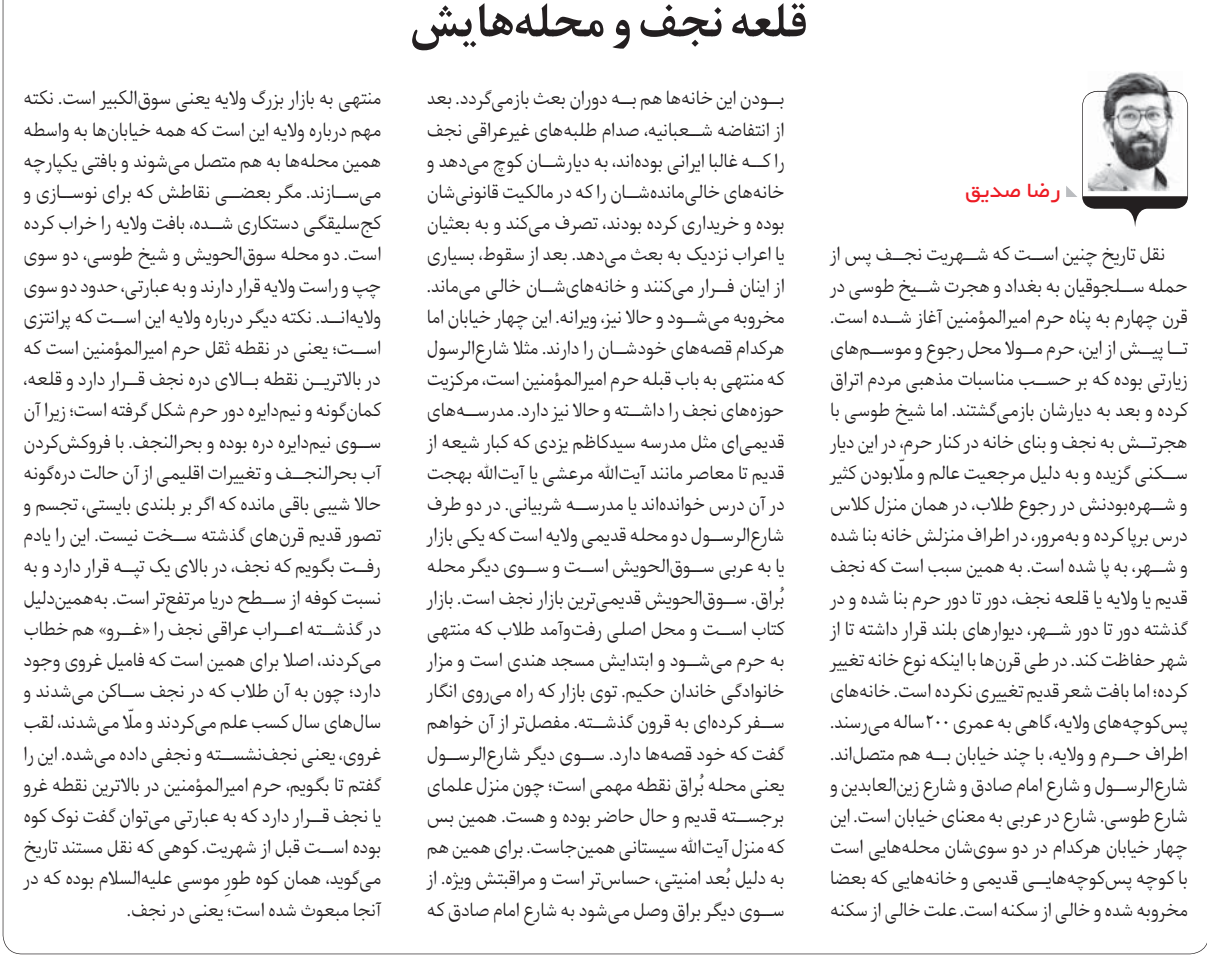 قلعه نجف و محله‌هایش
رضا صدیق
نقل تاریخ چنین است که شهریت نجف پس از
حمله سلجوقیان به بغداد و هجرت شیخ طوسی در
قرن چهارم به پناه حرم امیرالمؤمنین آغاز شده است.
تا پیش از این، حرم مولا محل رجوع و موسم‌های
زیارتی بوده که بر حسب مناسبات مذهبی مردم اتراق
کرده و بعد به دیارشان بازمی‌گشتند. اما شیخ طوسی با
هجرتش به نجف و بنای خانه در کنار حرم، در این دیار
سکنی گزیده و به دلیل مرجعیت عالم و ملّابودن کثیر
و شهره‌بودنش در رجوع طلاب، در همان منزل کلاس
درس برپا کرده و به‌مرور، در اطراف منزلش خانه بنا شده
و شهر، به پا شده است. به همین سبب است که نجف
قدیم یا ولایه یا قلعه نجف، دور تا دور حرم بنا شده و در
گذشته دور تا دور شهر، دیوارهای بلند قرار داشته تا از
شهر حفاظت کند. در طی قرن‌ها با اینکه نوع خانه تغییر
کرده؛ اما بافت شعر قدیم تغییری نکرده است. خانه‌های
پس‌کوچه‌های ولایه، گاهی به عمری ۲۰۰ساله می‌رسند.
اطراف حرم و ولایه، با چند خیابان به هم متصل‌اند.
شارع‌الرسول و شارع امام صادق و شارع زین‌العابدین و
شارع طوسی. شارع در عربی به معنای خیابان است. این
چهار خیابان هرکدام در دو سوی‌شان محله‌هایی است
با کوچه پس‌کوچه‌هایی قدیمی و خانه‌هایی که بعضا
مخروبه شده و خالی از سکنه است. علت خالی از سکنه
بودن این خانه‌ها هم به دوران بعث بازمی‌گردد. بعد
از انتفاضه شعبانیه، صدام طلبه‌های غیرعراقی نجف
را که غالبا ایرانی بوده‌اند، به دیارشان کوچ می‌دهد و
خانه‌های خالی‌مانده‌شان را که در مالکیت قانونی‌شان
بوده و خریداری کرده بودند، تصرف می‌کند و به بعثیان
یا اعراب نزدیک به بعث می‌دهد. بعد از سقوط، بسیاری
از اینان فرار می‌کنند و خانه‌های‌شان خالی می‌ماند.
مخروبه می‌شود و حالا نیز، ویرانه. این چهار خیابان اما
هرکدام قصه‌های خودشان را دارند. مثلا شارع‌الرسول
که منتهی به باب قبله حرم امیرالمؤمنین است، مرکزیت
حوزه‌های نجف را داشته و حالا نیز دارد. مدرسه‌های
قدیمی‌ای مثل مدرسه سیدکاظم یزدی که کبار شیعه از
قدیم تا معاصر مانند آیت‌الله مرعشی یا آیت‌الله بهجت
در آن درس خوانده‌اند یا مدرسه شربیانی. در دو طرف
شارع‌الرسول دو محله قدیمی ولایه است که یکی بازار
یا به عربی سوق‌الحویش است و سوی دیگر محله
بُراق. سوق‌الحویش قدیمی‌ترین بازار نجف است. بازار
کتاب است و محل اصلی رفت‌وآمد طلاب که منتهی
به حرم می‌شود و ابتدایش مسجد هندی است و مزار
خانوادگی خاندان حکیم. توی بازار که راه می‌روی انگار
سفر کرده‌ای به قرون گذشته. مفصل‌تر از آن خواهم
گفت که خود قصه‌ها دارد. سوی دیگر شارع‌الرسول
یعنی محله بُراق نقطه مهمی است؛ چون منزل علمای
برجسته قدیم و حال حاضر بوده و هست. همین بس
که منزل آیت‌الله سیستانی همین‌جاست. برای همین هم
به دلیل بُعد امنیتی، حساس‌تر است و مراقبتش ویژه. از
سوی دیگر براق وصل می‌شود به شارع امام صادق که
منتهی به بازار بزرگ ولایه یعنی سوق‌الکبیر است. نکته
مهم درباره ولایه این است که همه خیابان‌ها به واسطه
همین محله‌ها به هم متصل می‌شوند و بافتی یکپارچه
می‌سازند. مگر بعضی نقاطش که برای نوسازی و
کج‌سلیقگی دستکاری شده، بافت ولایه را خراب کرده
است. دو محله سوق‌الحویش و شیخ طوسی، دو سوی
چپ و راست ولایه قرار دارند و به عبارتی، حدود دو سوی
ولایه‌اند. نکته دیگر درباره ولایه این است که پرانتزی
است؛ یعنی در نقطه ثقل حرم امیرالمؤمنین است که
در بالاترین نقطه بالای دره نجف قرار دارد و قلعه،
کمان‌گونه و نیم‌دایره دور حرم شکل گرفته است؛ زیرا آن
سوی نیم‌دایره دره بوده و بحرالنجف. با فروکش‌کردن
آب بحرالنجف و تغییرات اقلیمی از آن حالت دره‌گونه
حالا شیبی باقی مانده که اگر بر بلندی بایستی، تجسم و
تصور قدیم قرن‌های گذشته سخت نیست. این را یادم
رفت بگویم که نجف، در بالای یک تپه قرار دارد و به
نسبت کوفه از سطح دریا مرتفع‌تر است. به‌همین‌دلیل
در گذشته اعراب عراقی نجف را «غرو» هم خطاب
می‌کردند، اصلا برای همین است که فامیل غروی وجود
دارد؛ چون به آن طلاب که در نجف ساکن می‌شدند و
سال‌های سال کسب علم می‌کردند و ملّا می‌شدند، لقب
غروی، یعنی نجف‌نشسته و نجفی داده می‌شده. این را
گفتم تا بگویم، حرم امیرالمؤمنین در بالاترین نقطه غرو
یا نجف قرار دارد که به عبارتی می‌توان گفت نوک کوه
بوده است قبل از شهریت. کوهی که نقل مستند تاریخ
می‌گوید، همان کوه طورِ موسی علیه‌السلام بوده که در
آنجا مبعوث شده است؛ یعنی در نجف.